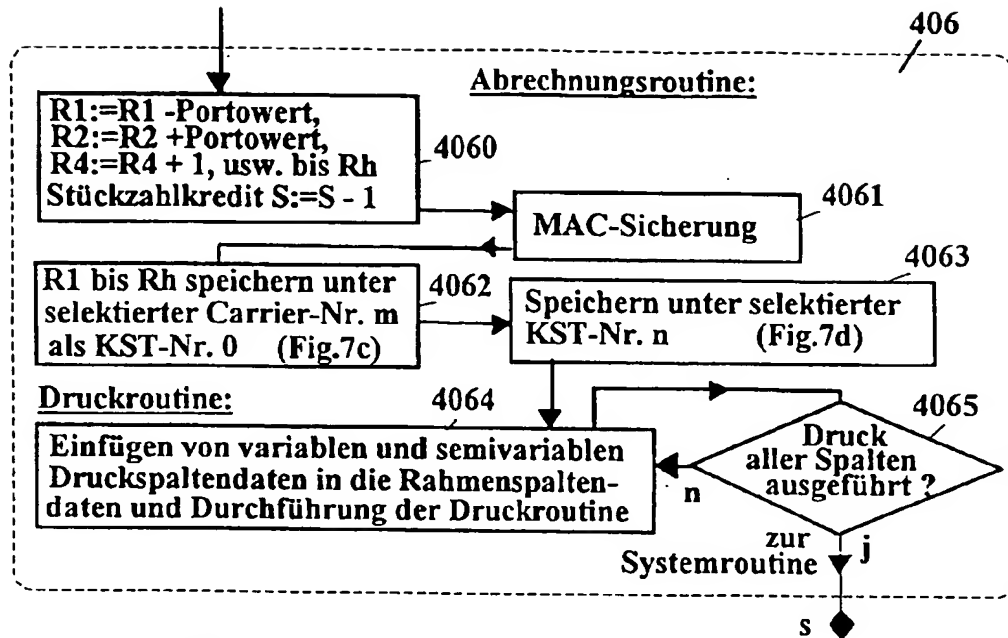 406
Abrechnungsroutine:
R1:=R1 -Portowert,
R2:=R2 +Portowert,
R4:=R4 + 1, usw. bis Rh
Stückzahlkredit S:=S - 1
4060
MAC-Sicherung
4061
R1 bis Rh speichern unter
selektierter Carrier-Nr. m
als KST-Nr. 0 (Fig.7c)
4062
4063
Speichern unter selektierter
KST-Nr. n (Fig.7d)
Druckroutine:
4064
Einfügen von variablen und semivariablen
Druckspaltendaten in die Rahmenspalten-
daten und Durchführung der Druckroutine
4065
Druck
aller Spalten
ausgeführt ?
n
j
zur
Systemroutine
s